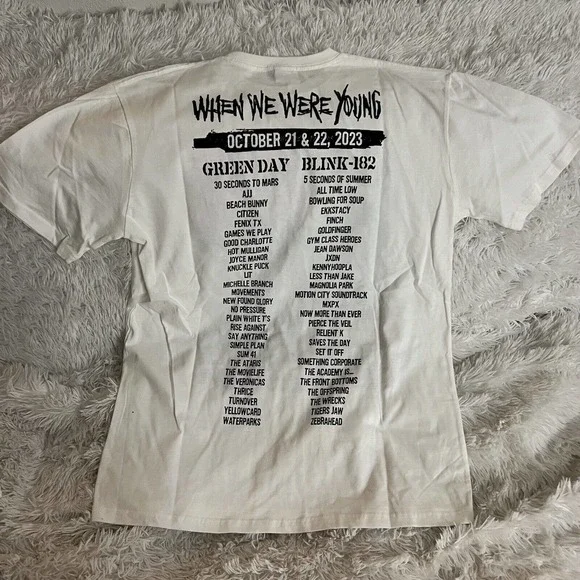 WHEN WE WERE YOUNG
OCTOBER 21 & 22, 2023
GREEN DAY
30 SECONDS TO MARS
AJJ
BEACH BUNNY
CITIZEN
FENIX TX
GAMES WE PLAY
GOOD CHARLOTTE
HOT MULLIGAN
JOYCE MANOR
KNUCKLE PUCK
LIT
MICHELLE BRANCH
MOVEMENTS
NEW FOUND GLORY
NO PRESSURE
PLAIN WHITE T'S
RISE AGAINST
SAY ANYTHING
SIMPLE PLAN
SUM 41
THE ATARIS
THE MOVIELIFE
THE VERONICAS
THRICE
TURNOVER
YELLOWCARD
WATERPARKS
BLINK-182
5 SECONDS OF SUMMER
ALL TIME LOW
BOWLING FOR SOUP
EKKSTACY
FINCH
GOLDFINGER
GYM CLASS HEROES
JEAN DAWSON
JXDN
KENNYHOOPLA
LESS THAN JAKE
MAGNOLIA PARK
MOTION CITY SOUNDTRACK
MXPX
NOW MORE THAN EVER
PIERCE THE VEIL
RELIENT K
SAVES THE DAY
SET IT OFF
SOMETHING CORPORATE
THE ACADEMY IS...
THE FRONT BOTTOMS
THE OFFSPRING
THE WRECKS
TIGERS JAW
ZEBRAHEAD